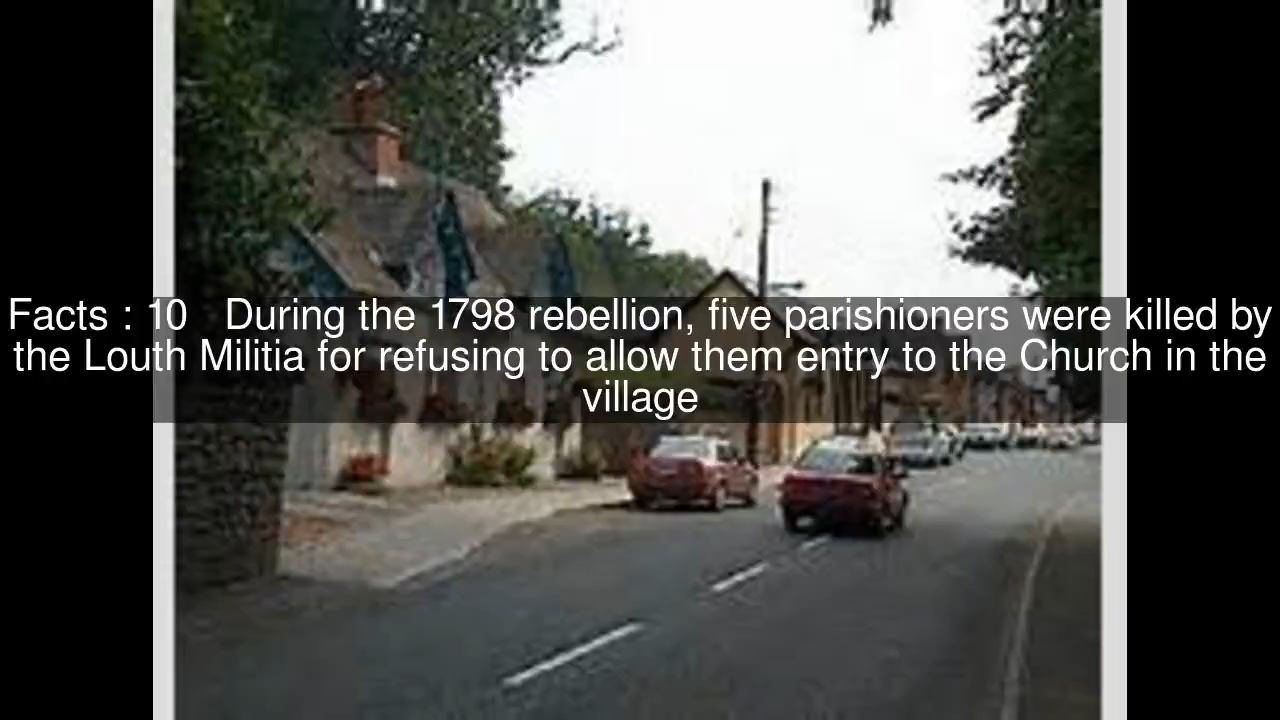 Facts : 10   During the 1798 rebellion, five parishioners were killed by
the Louth Militia for refusing to allow them entry to the Church in the
village